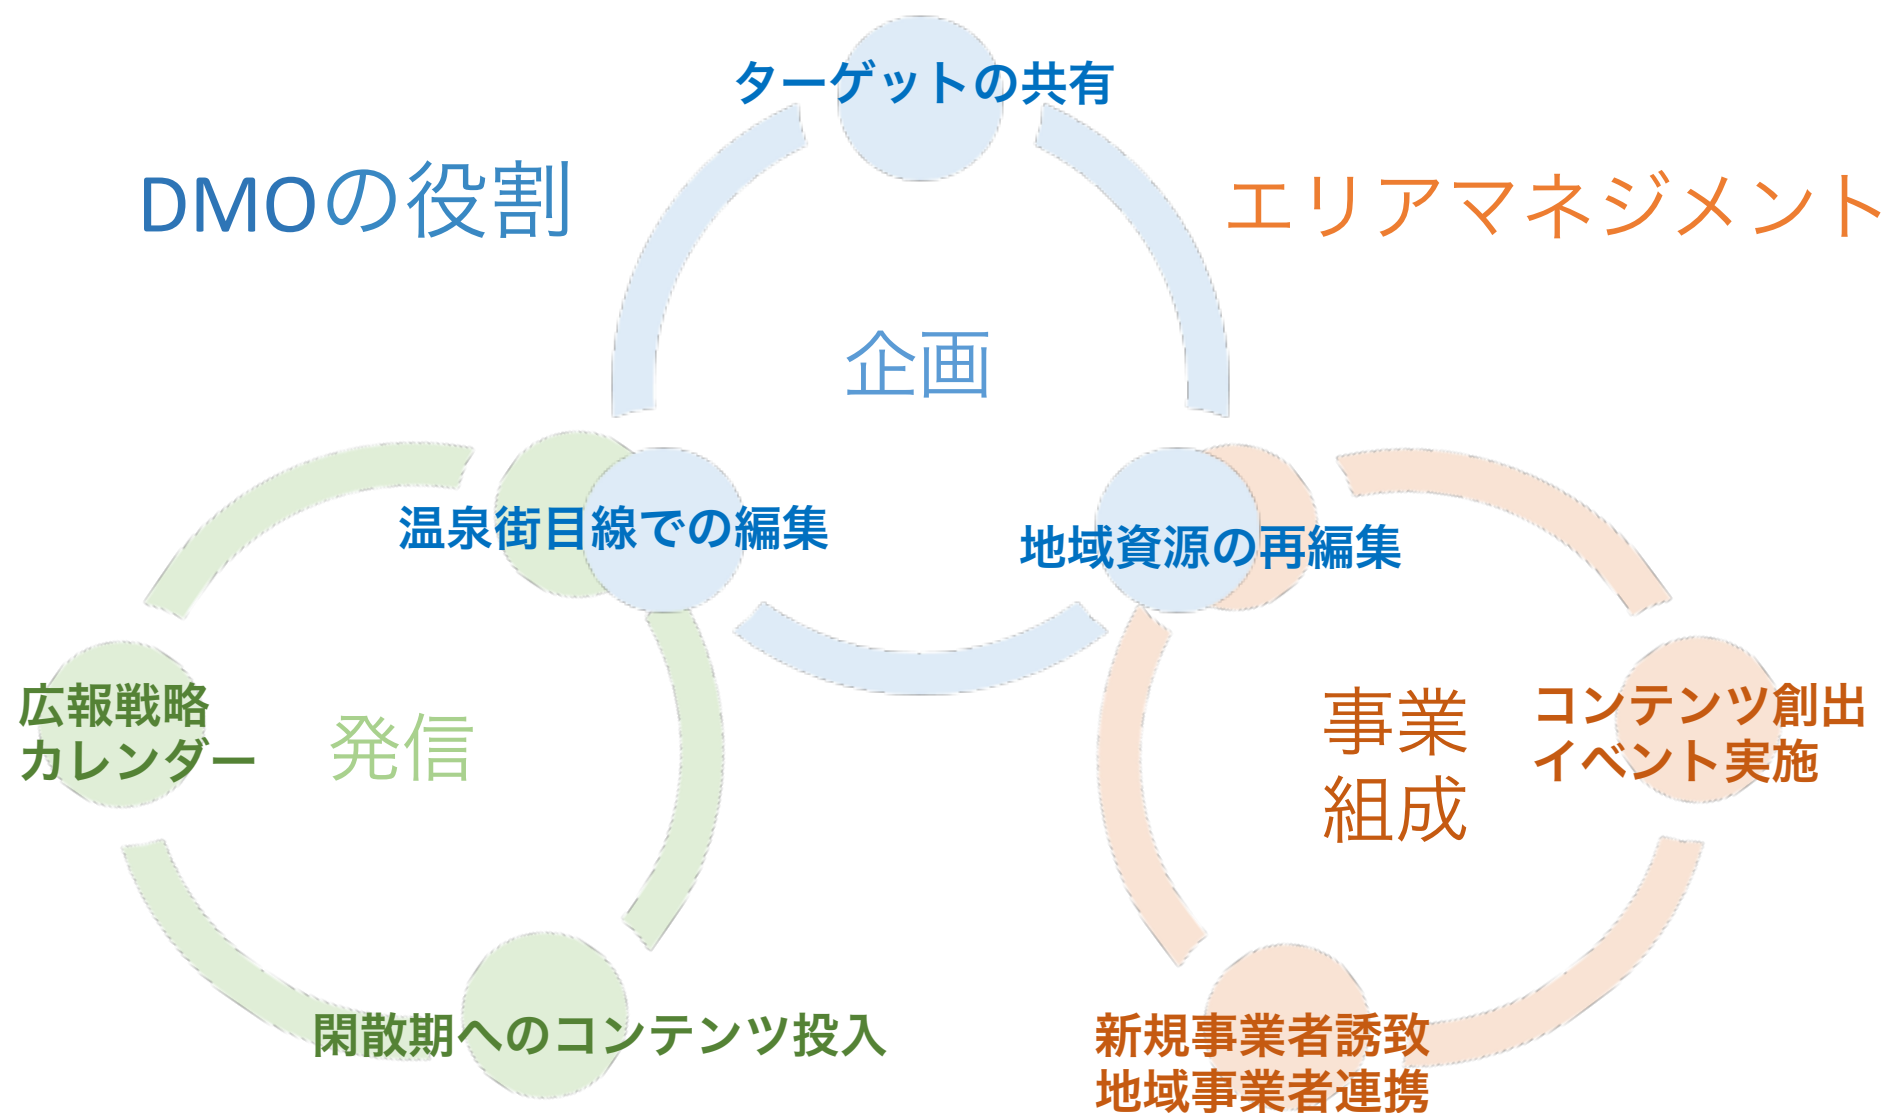 ターゲットの共有
DMOの役割
エリアマネジメント
企画
温泉街目線での編集
地域資源の再編集
広報戦略
カレンダー
発信
事業
組成
コンテンツ創出
イベント実施
閑散期へのコンテンツ投入
新規事業者誘致
地域事業者連携